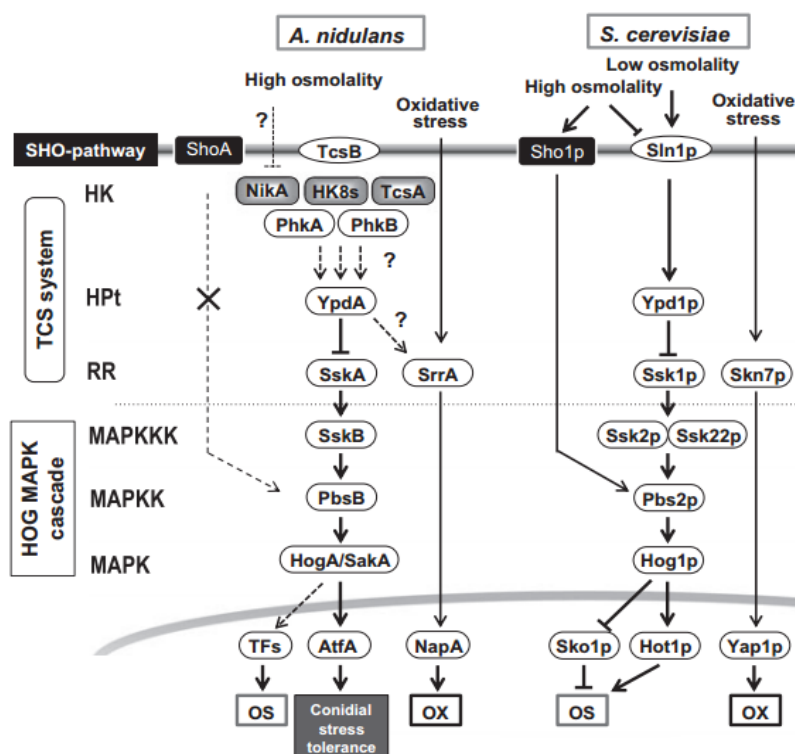 A. nidulans
S. cerevisiae
High osmolality
Low osmolality
High osmolality
Oxidative
stress
Oxidative
stress
?
SHO-pathway
ShoA
TcsB
Sho1p
Sln1p
HK
NikA
HK8s
TcsA
PhkA
PhkB
?
TCS system
HPt
YpdA
?
Ypd1p
RR
SskA
SrrA
Ssk1p
Skn7p
HOG MAPK
cascade
MAPKKK
SskB
Ssk2p
Ssk22p
MAPKK
PbsB
Pbs2p
MAPK
HogA/SakA
Hog1p
TFs
AtfA
NapA
Sko1p
Hot1p
Yap1p
OS
Conidial
stress
tolerance
OX
OS
OX